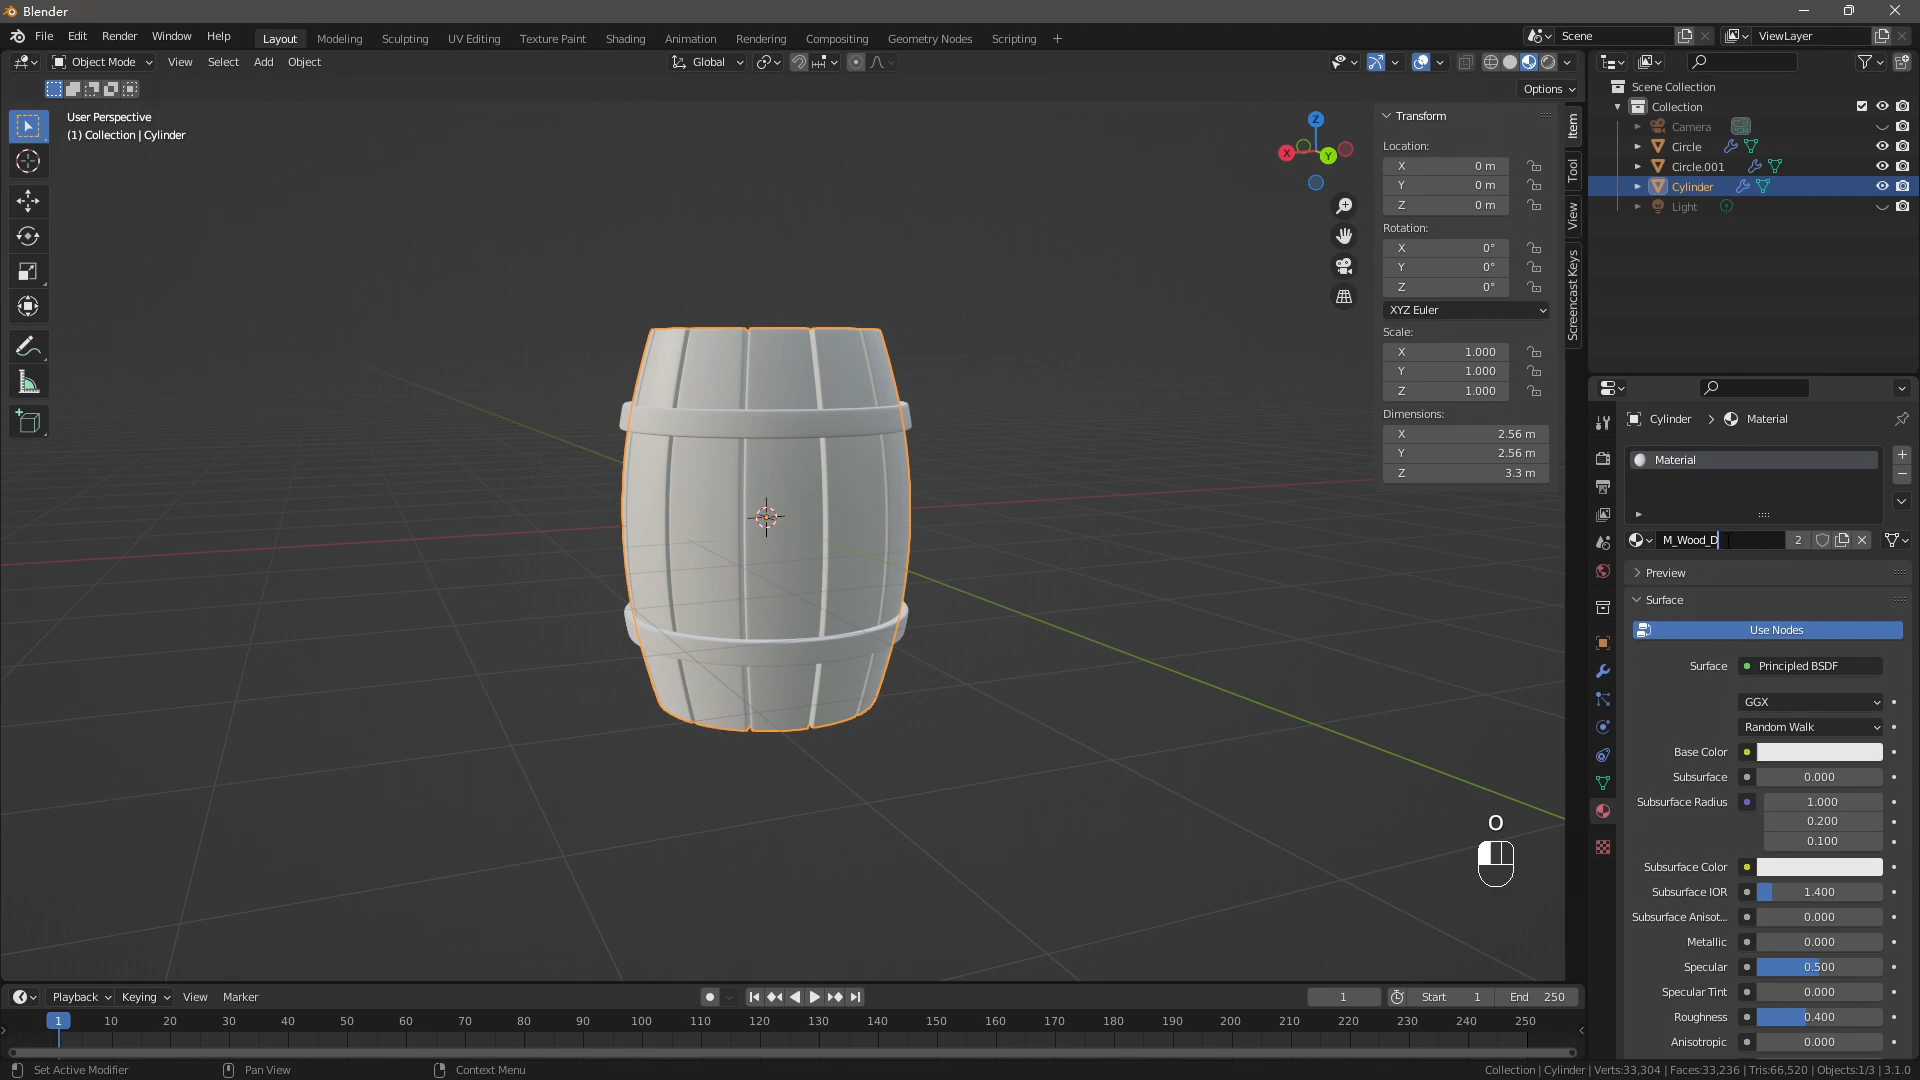 Blender
File Edit Render Window Help
Layout Modeling Sculpting UV Editing Texture Paint Shading Animation Rendering Compositing Geometry Nodes Scripting +
Scene
ViewLayer
Object Mode View Select Add Object
Global
Options
User Perspective
(1) Collection | Cylinder
Z
X
Y
Transform
Location:
X 0 m
Y 0 m
Z 0 m
Rotation:
X 0°
Y 0°
Z 0°
XYZ Euler
Scale:
X 1.000
Y 1.000
Z 1.000
Dimensions:
X 2.56 m
Y 2.56 m
Z 3.3 m
Item
Tool
View
Screencast Keys
Scene Collection
Collection
Camera
Circle
Circle.001
Cylinder
Light
Cylinder > Material
Material
M_Wood_D 2
Preview
Surface
Use Nodes
Surface Principled BSDF
GGX
Random Walk
Base Color
Subsurface 0.000
Subsurface Radius 1.000
0.200
0.100
Subsurface Color
Subsurface IOR 1.400
Subsurface Anisot... 0.000
Metallic 0.000
Specular 0.500
Specular Tint 0.000
Roughness 0.400
Anisotropic 0.000
O
Playback Keying View Marker
1 Start 1 End 250
1 10 20 30 40 50 60 70 80 90 100 110 120 130 140 150 160 170 180 190 200 210 220 230 240 250
Set Active Modifier Pan View Context Menu
Collection | Cylinder | Verts:33,304 | Faces:33,236 | Tris:66,520 | Objects:1/3 | 3.1.0